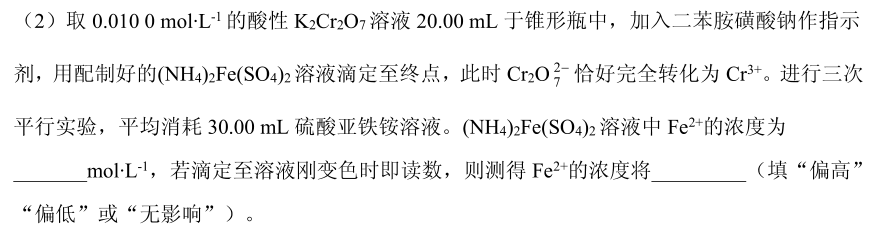 （2）取 0.010 0 mol·L⁻¹ 的酸性 K₂Cr₂O₇ 溶液 20.00 mL 于锥形瓶中，加入二苯胺磺酸钠作指示
剂，用配制好的(NH₄)₂Fe(SO₄)₂ 溶液滴定至终点，此时 Cr₂O₇²⁻ 恰好完全转化为 Cr³⁺。进行三次
平行实验，平均消耗 30.00 mL 硫酸亚铁铵溶液。(NH₄)₂Fe(SO₄)₂ 溶液中 Fe²⁺的浓度为
_______mol·L⁻¹，若滴定至溶液刚变色时即读数，则测得 Fe²⁺的浓度将_________（填“偏高”
“偏低”或“无影响”）。